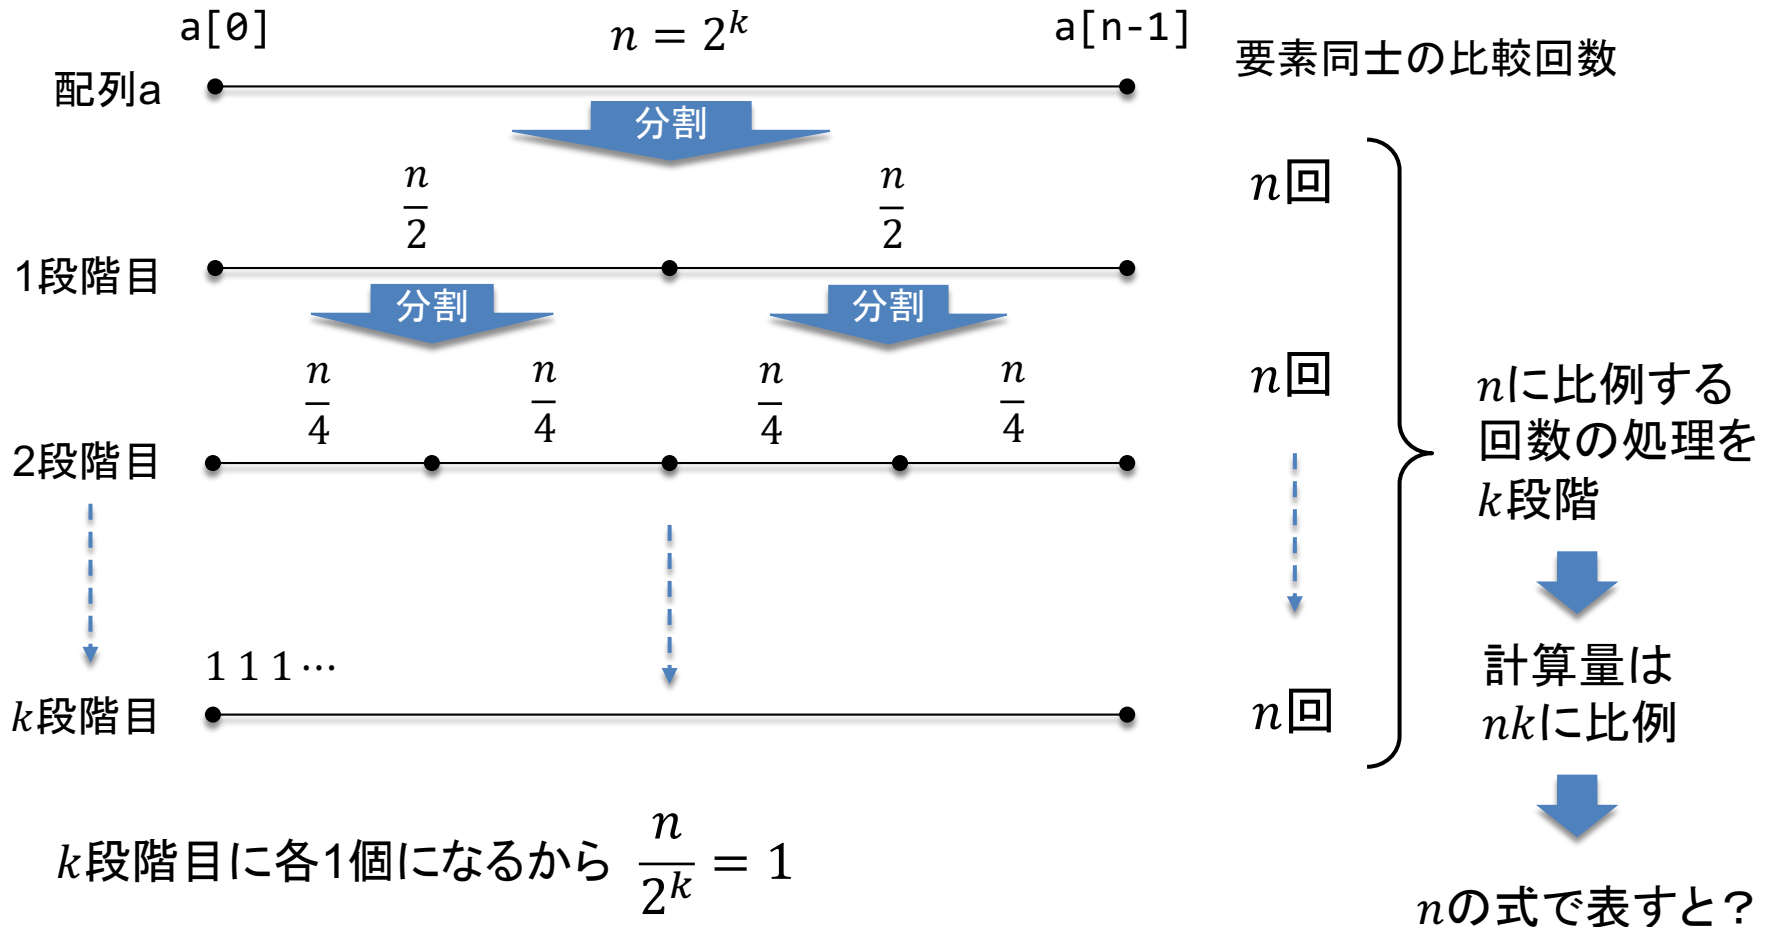 a[0]
n = 2^k
a[n-1]
要素同士の比較回数
配列a
分割
n/2
n/2
n回
1段階目
分割
分割
n/4
n/4
n/4
n/4
n回
2段階目
nに比例する
回数の処理を
k段階
1 1 1 ⋯
k段階目
n回
計算量は
nkに比例
k段階目に各1個になるから n/2^k = 1
nの式で表すと？